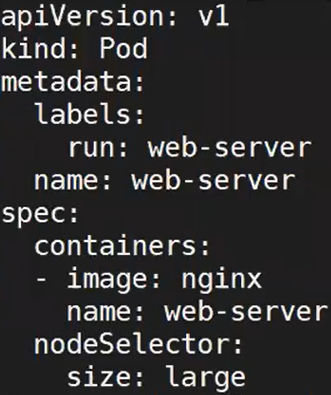 apiVersion: v1
kind: Pod
metadata:
  labels:
    run: web-server
  name: web-server
spec:
  containers:
  - image: nginx
    name: web-server
  nodeSelector:
    size: large